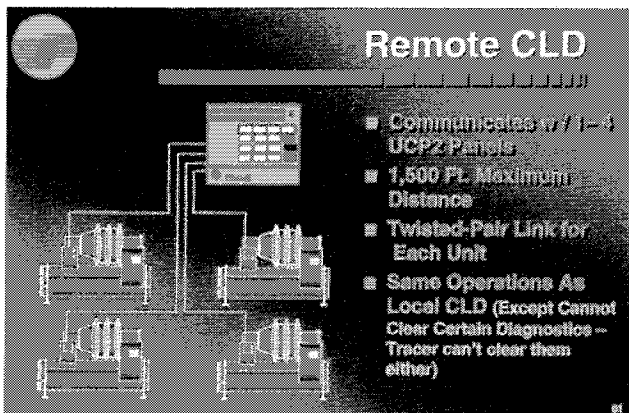 Remote CLD
■ Communicates w / 1 – 4
UCP2 Panels
■ 1,500 Ft. Maximum
Distance
■ Twisted-Pair Link for
Each Unit
■ Same Operations As
Local CLD (Except Cannot
Clear Certain Diagnostics –
Tracer can't clear them
either)